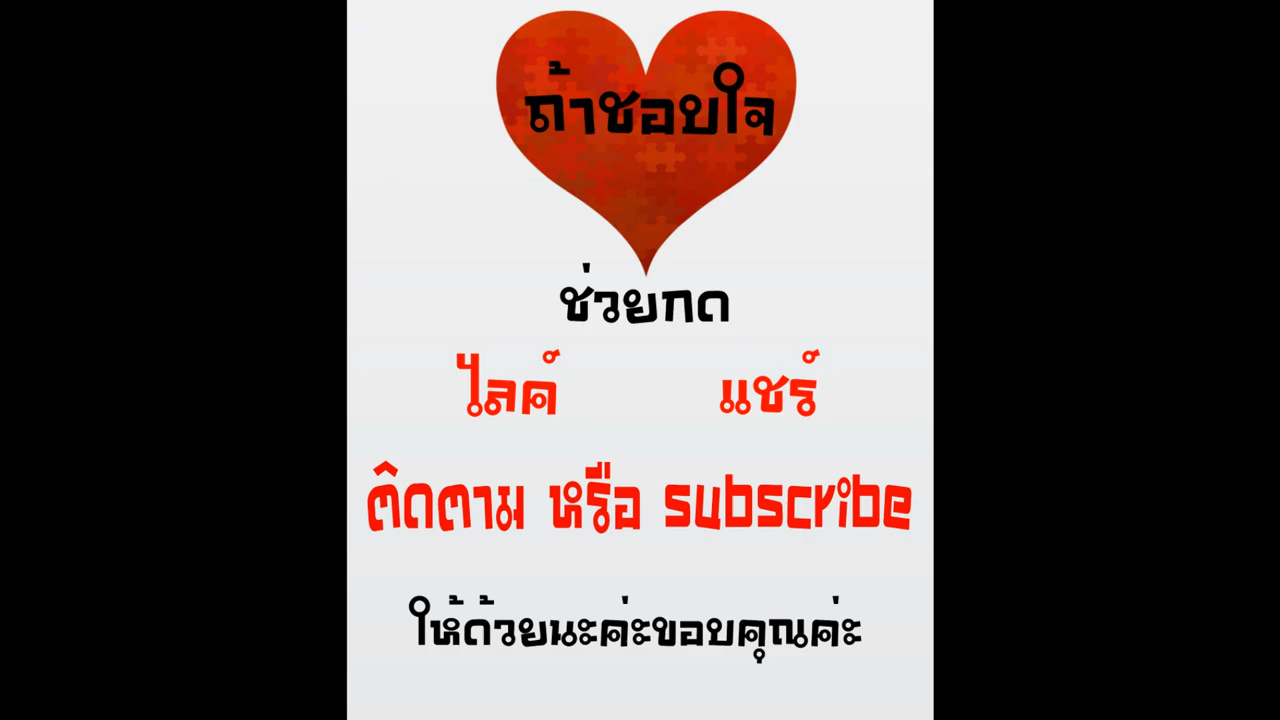 ถ้าชอบใจ
ช่วยกด
ไลค์ แชร์
ติดตาม หรือ subscribe
ให้ด้วยนะค่ะขอบคุณค่ะ